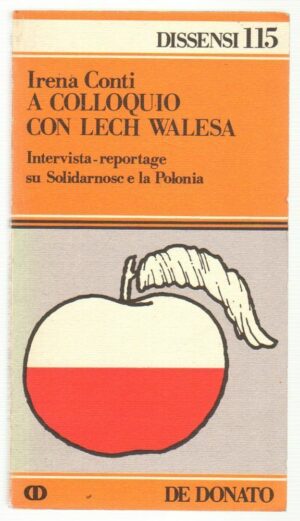 DISSENSI 115
Irena Conti
A COLLOQUIO
CON LECH WALESA
Intervista-reportage
su Solidarnosc e la Polonia
DE DONATO